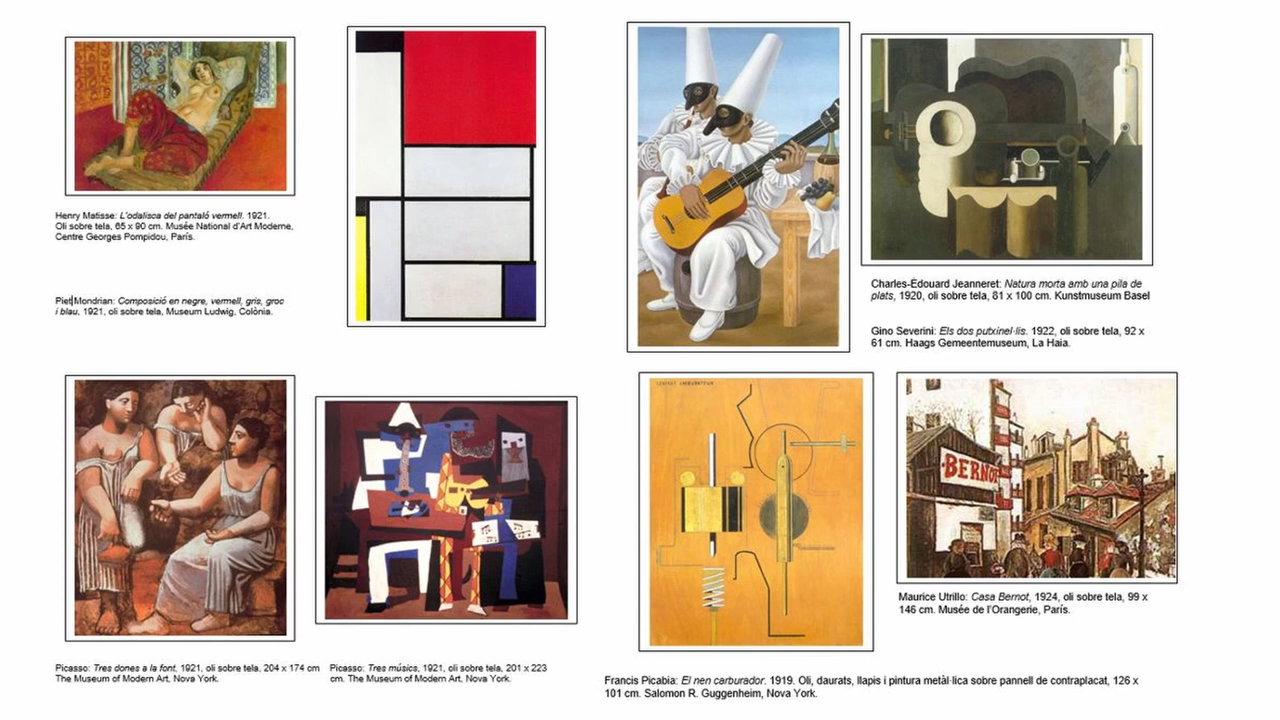 Henry Matisse: L'odalisca del pantaló vermell. 1921.
Oli sobre tela, 65 x 90 cm. Musée National d'Art Moderne,
Centre Georges Pompidou, París.
Piet Mondrian: Composició en negre, vermell, gris, groc
i blau, 1921, oli sobre tela, Museum Ludwig, Colònia.
Charles-Èdouard Jeanneret: Natura morta amb una pila de
plats, 1920, oli sobre tela, 81 x 100 cm. Kunstmuseum Basel
Gino Severini: Els dos putxinel·lis. 1922, oli sobre tela, 92 x
61 cm. Haags Gemeentemuseum, La Haia.
BERNOT
Maurice Utrillo: Casa Bernot, 1924, oli sobre tela, 99 x
146 cm. Musée de l'Orangerie, París.
Picasso: Tres dones a la font, 1921, oli sobre tela, 204 x 174 cm
The Museum of Modern Art, Nova York.
Picasso: Tres músics, 1921, oli sobre tela, 201 x 223
cm. The Museum of Modern Art, Nova York.
Francis Picabia: El nen carburador. 1919. Oli, daurats, llapis i pintura metàl·lica sobre pannell de contraplacat, 126 x
101 cm. Salomon R. Guggenheim, Nova York.